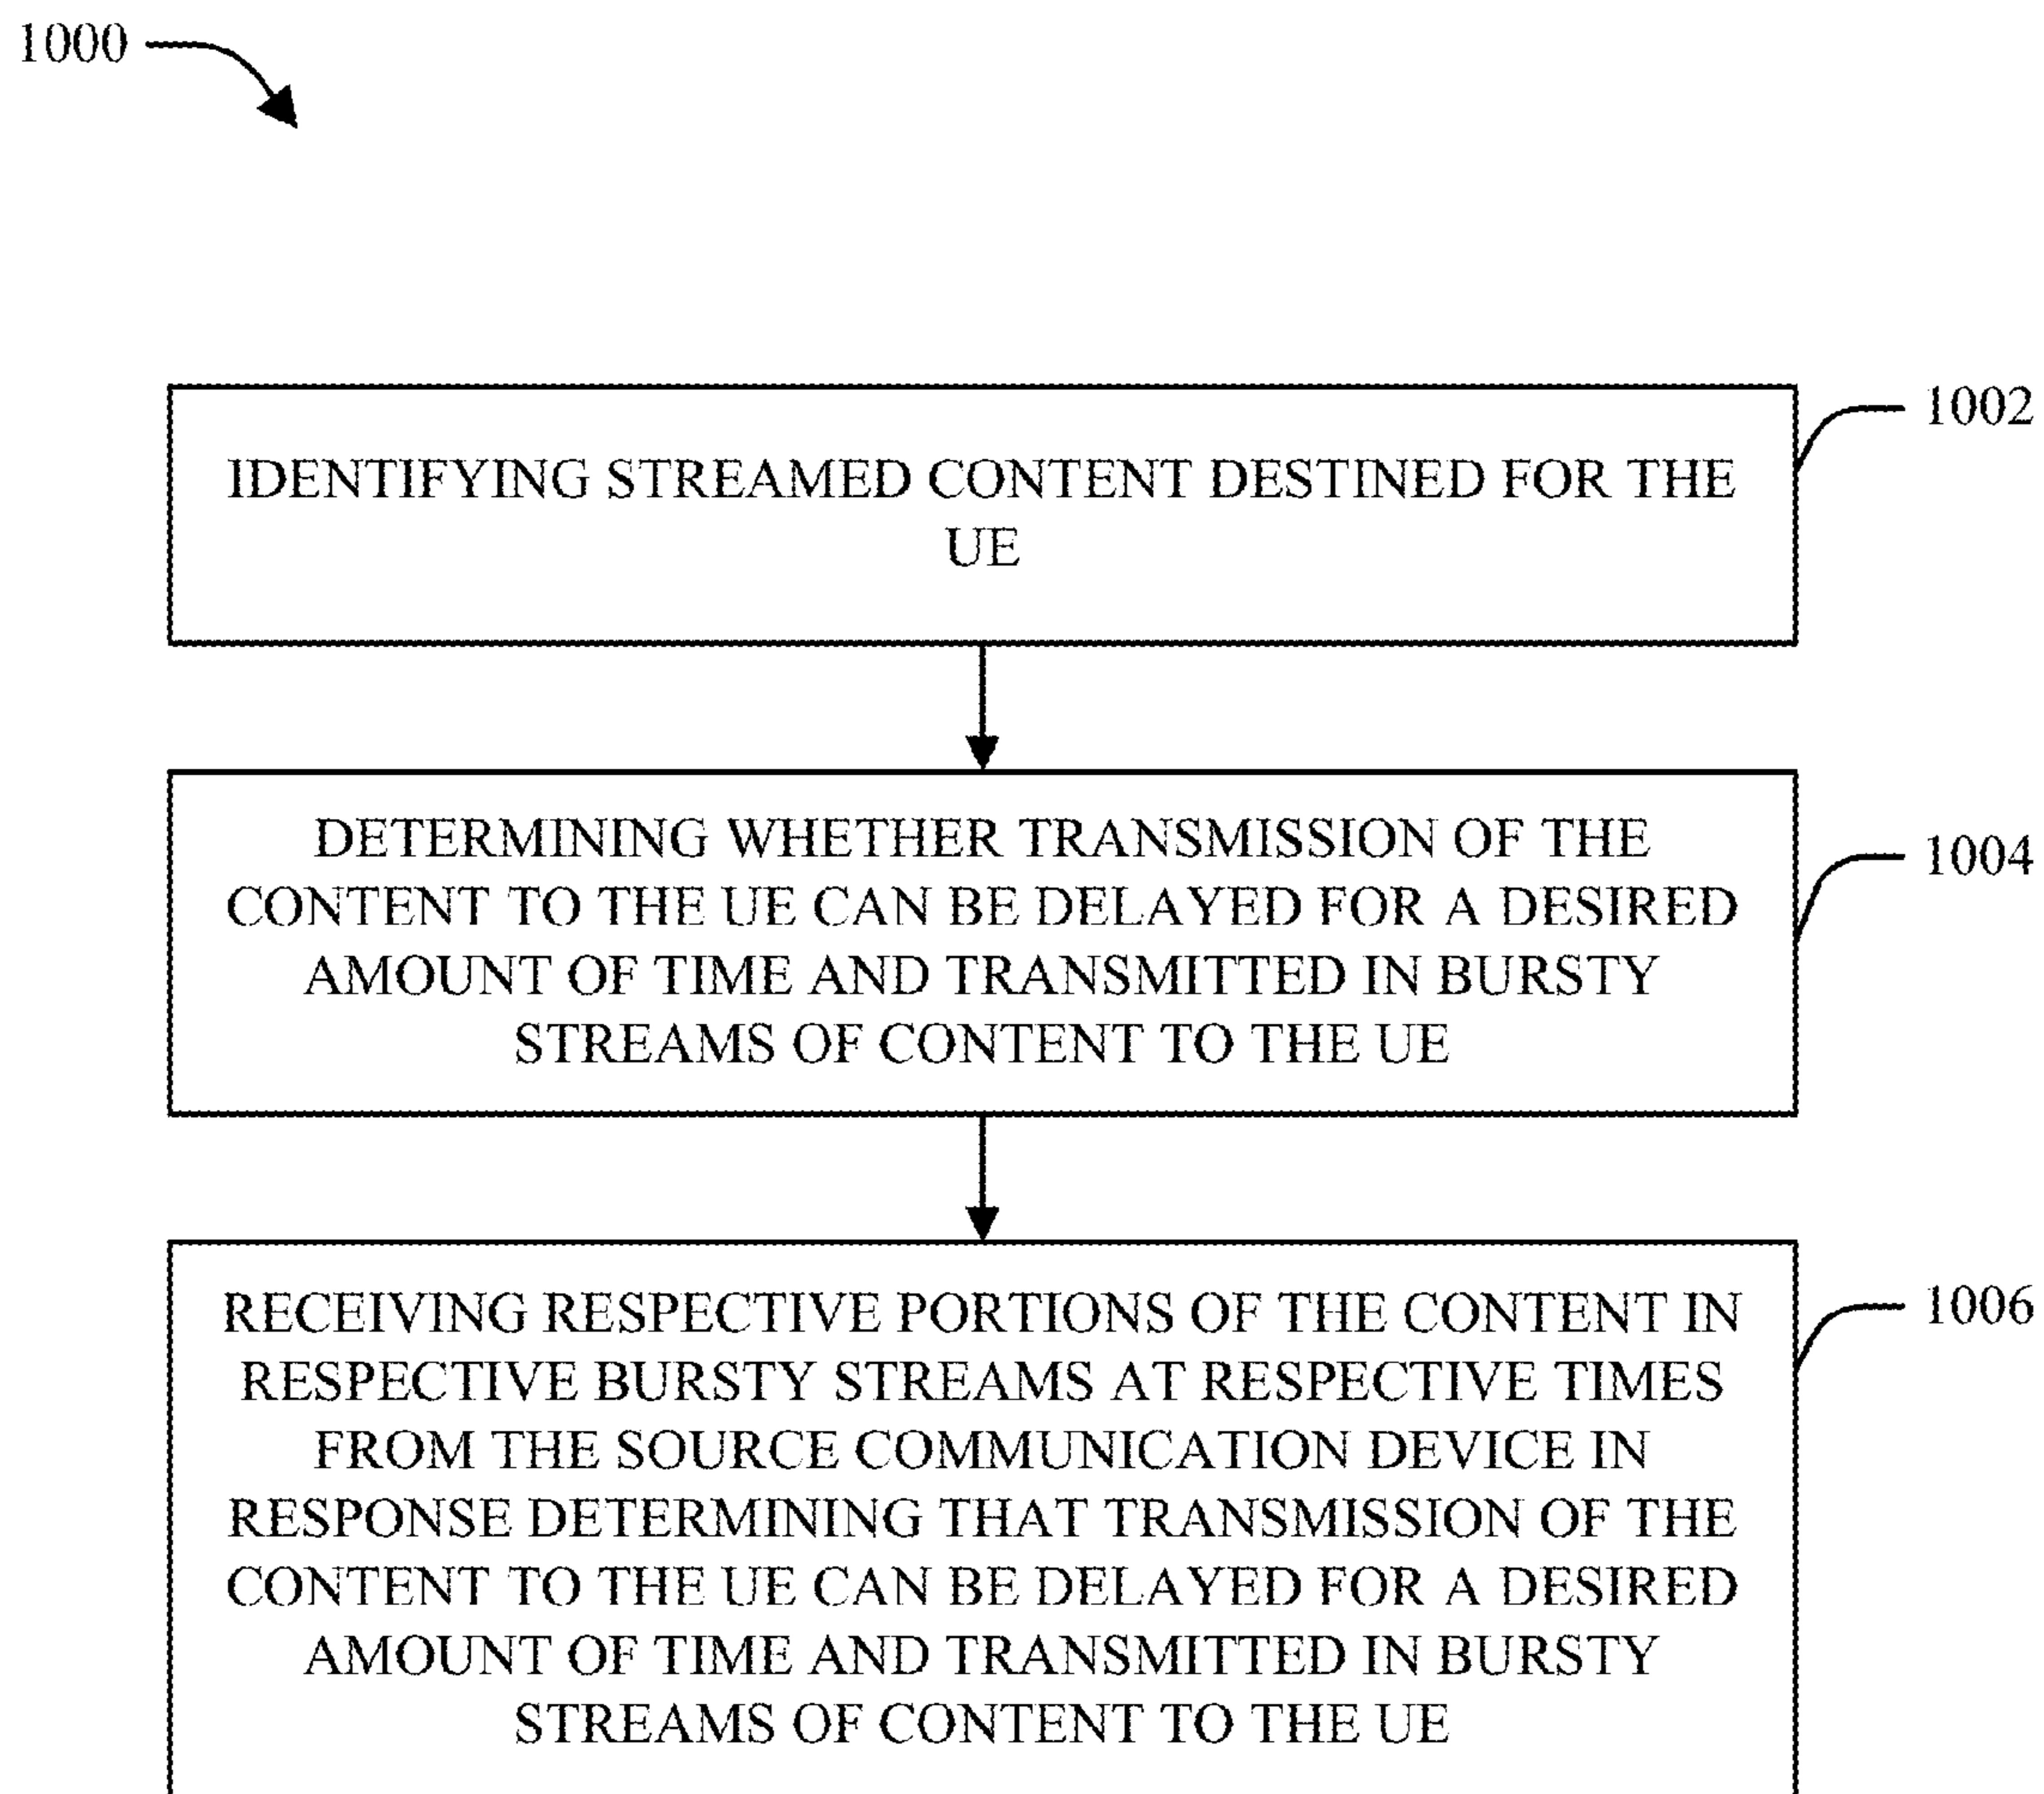 1000
1002
IDENTIFYING STREAMED CONTENT DESTINED FOR THE
UE
DETERMINING WHETHER TRANSMISSION OF THE
1004
CONTENT TO THE UE CAN BE DELAYED FOR A DESIRED
AMOUNT OF TIME AND TRANSMITTED IN BURSTY
STREAMS OF CONTENT TO THE UE
RECEIVING RESPECTIVE PORTIONS OF THE CONTENT IN
1006
RESPECTIVE BURSTY STREAMS AT RESPECTIVE TIMES
FROM THE SOURCE COMMUNICATION DEVICE IN
RESPONSE DETERMINING THAT TRANSMISSION OF THE
CONTENT TO THE UE CAN BE DELAYED FOR A DESIRED
AMOUNT OF TIME AND TRANSMITTED IN BURSTY
STREAMS OF CONTENT TO THE UE